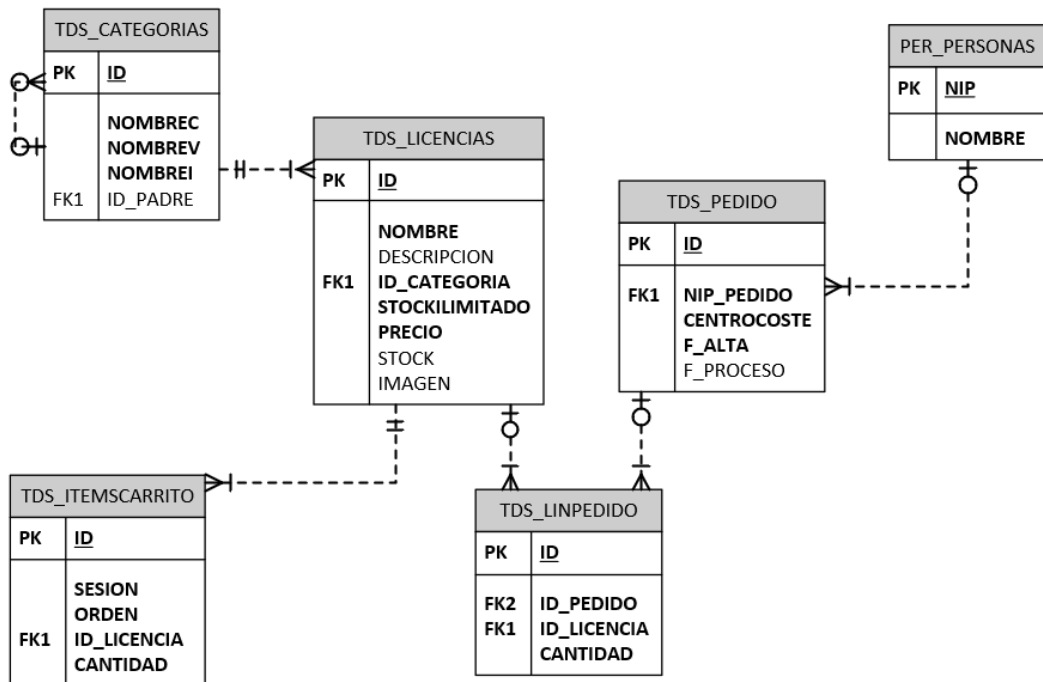 TDS_CATEGORIAS
PK ID
NOMBREC
NOMBREV
NOMBREI
FK1 ID_PADRE
TDS_LICENCIAS
PK ID
NOMBRE
DESCRIPCION
FK1 ID_CATEGORIA
STOCKILIMITADO
PRECIO
STOCK
IMAGEN
PER_PERSONAS
PK NIP
NOMBRE
TDS_PEDIDO
PK ID
FK1 NIP_PEDIDO
CENTROCOSTE
F_ALTA
F_PROCESO
TDS_ITEMSCARRITO
PK ID
SESION
ORDEN
FK1 ID_LICENCIA
CANTIDAD
TDS_LINPEDIDO
PK ID
FK2 ID_PEDIDO
FK1 ID_LICENCIA
CANTIDAD